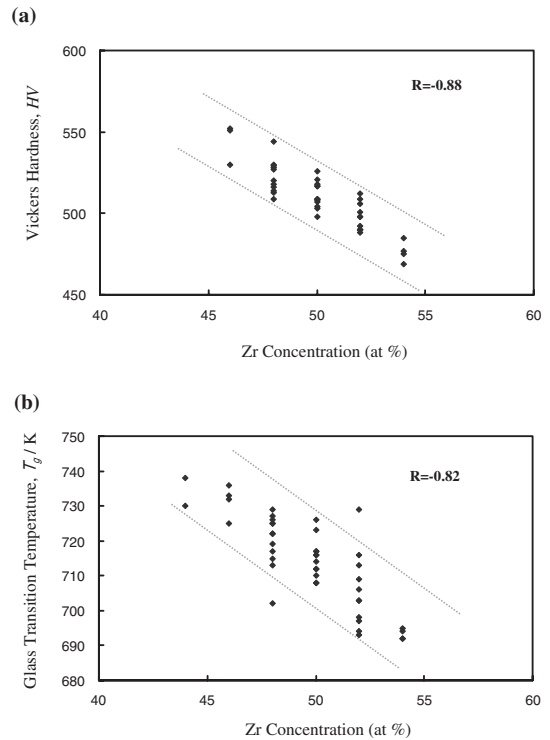 (a)
600
R=-0.88
550
500
450
40 45 50 55 60
Vickers Hardness, HV
Zr Concentration (at %)
(b)
750
740
R=-0.82
730
720
710
700
690
680
40 45 50 55 60
Glass Transition Temperature, Tg / K
Zr Concentration (at %)